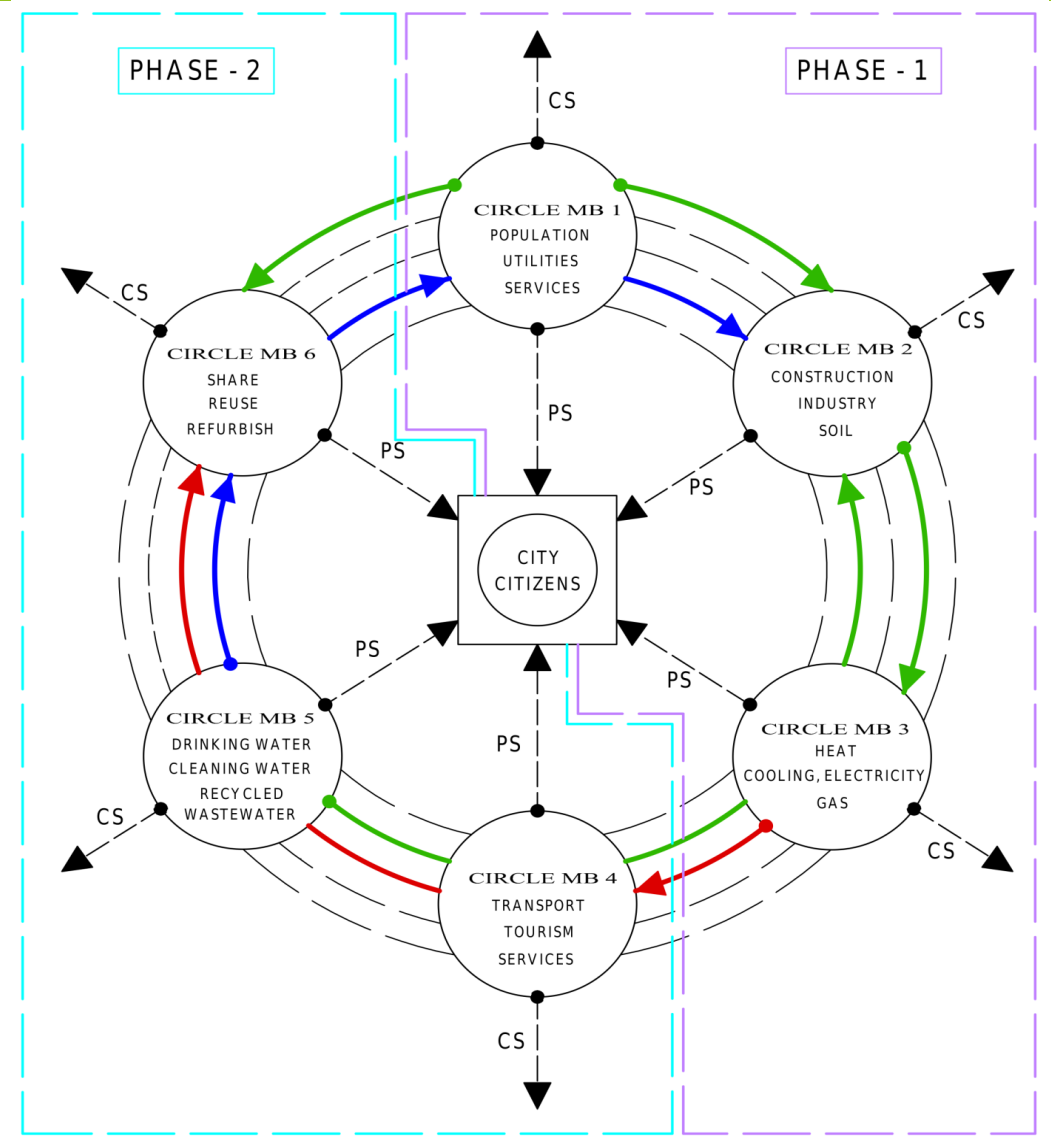 PHASE - 2
PHASE - 1
CS
CIRCLE MB 1
POPULATION
UTILITIES
SERVICES
CS
CS
CIRCLE MB 6
SHARE
REUSE
REFURBISH
CIRCLE MB 2
CONSTRUCTION
INDUSTRY
SOIL
PS
PS
PS
CITY
CITIZENS
PS
PS
CIRCLE MB 5
DRINKING WATER
CLEANING WATER
RECYCLED
WASTEWATER
PS
CIRCLE MB 3
HEAT
COOLING, ELECTRICITY
GAS
CS
CS
CIRCLE MB 4
TRANSPORT
TOURISM
SERVICES
CS